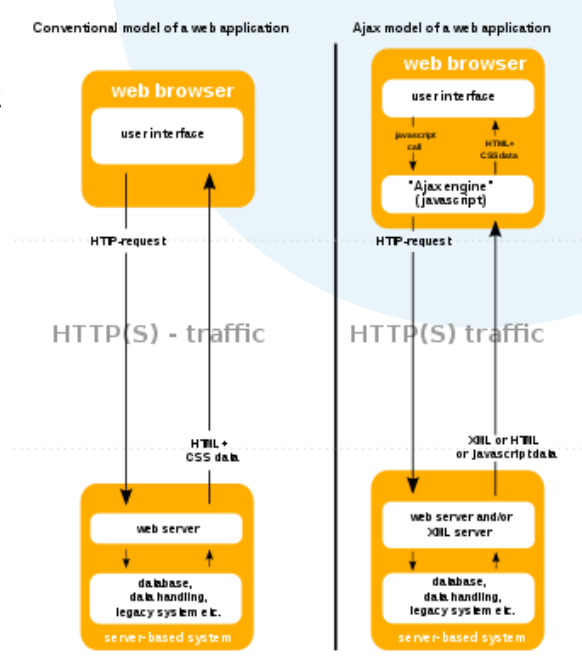 Conventional model of a web application
web browser
user interface
HTTP-request
HTTP(S) - traffic
HTML +
CSS data
web server
database,
data handling,
legacy system etc.
server-based system
Ajax model of a web application
web browser
user interface
javascript
call
HTML+
CSS data
"Ajax engine"
(javascript)
HTTP-request
HTTP(S) traffic
XML or HTML
or Javascript data
web server and/or
XML server
database,
data handling,
legacy system etc.
server-based system